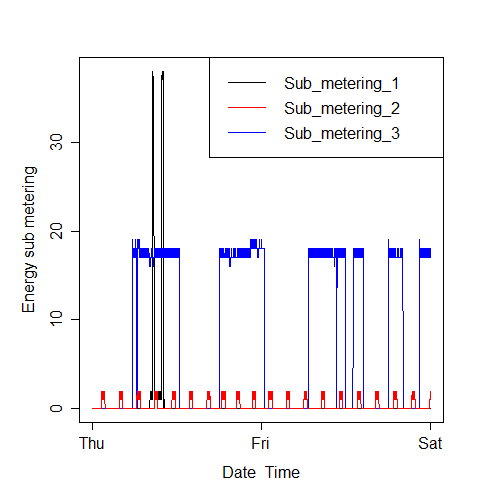 Sub_metering_1
Sub_metering_2
Sub_metering_3
Energy sub metering
30
20
10
0
Thu
Fri
Sat
Date Time